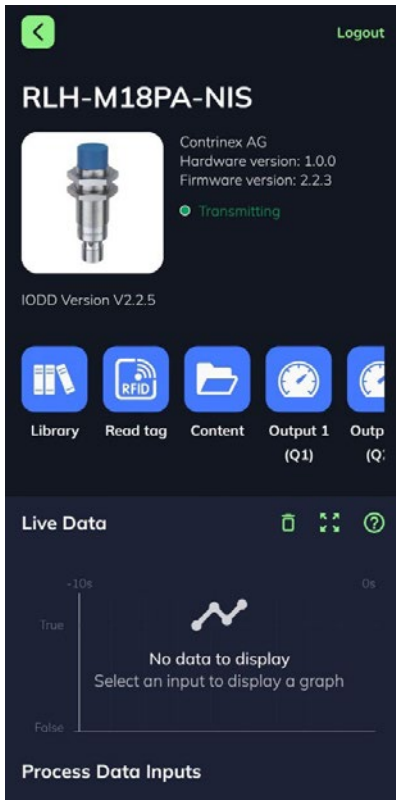 Logout
RLH-M18PA-NIS
Contrinex AG
Hardware version: 1.0.0
Firmware version: 2.2.3
Transmitting
IODD Version V2.2.5
RFID
Library
Read tag
Content
Output 1
(Q1)
Outp
(Q
Live Data
-10s
0s
True
No data to display
Select an input to display a graph
False
Process Data Inputs